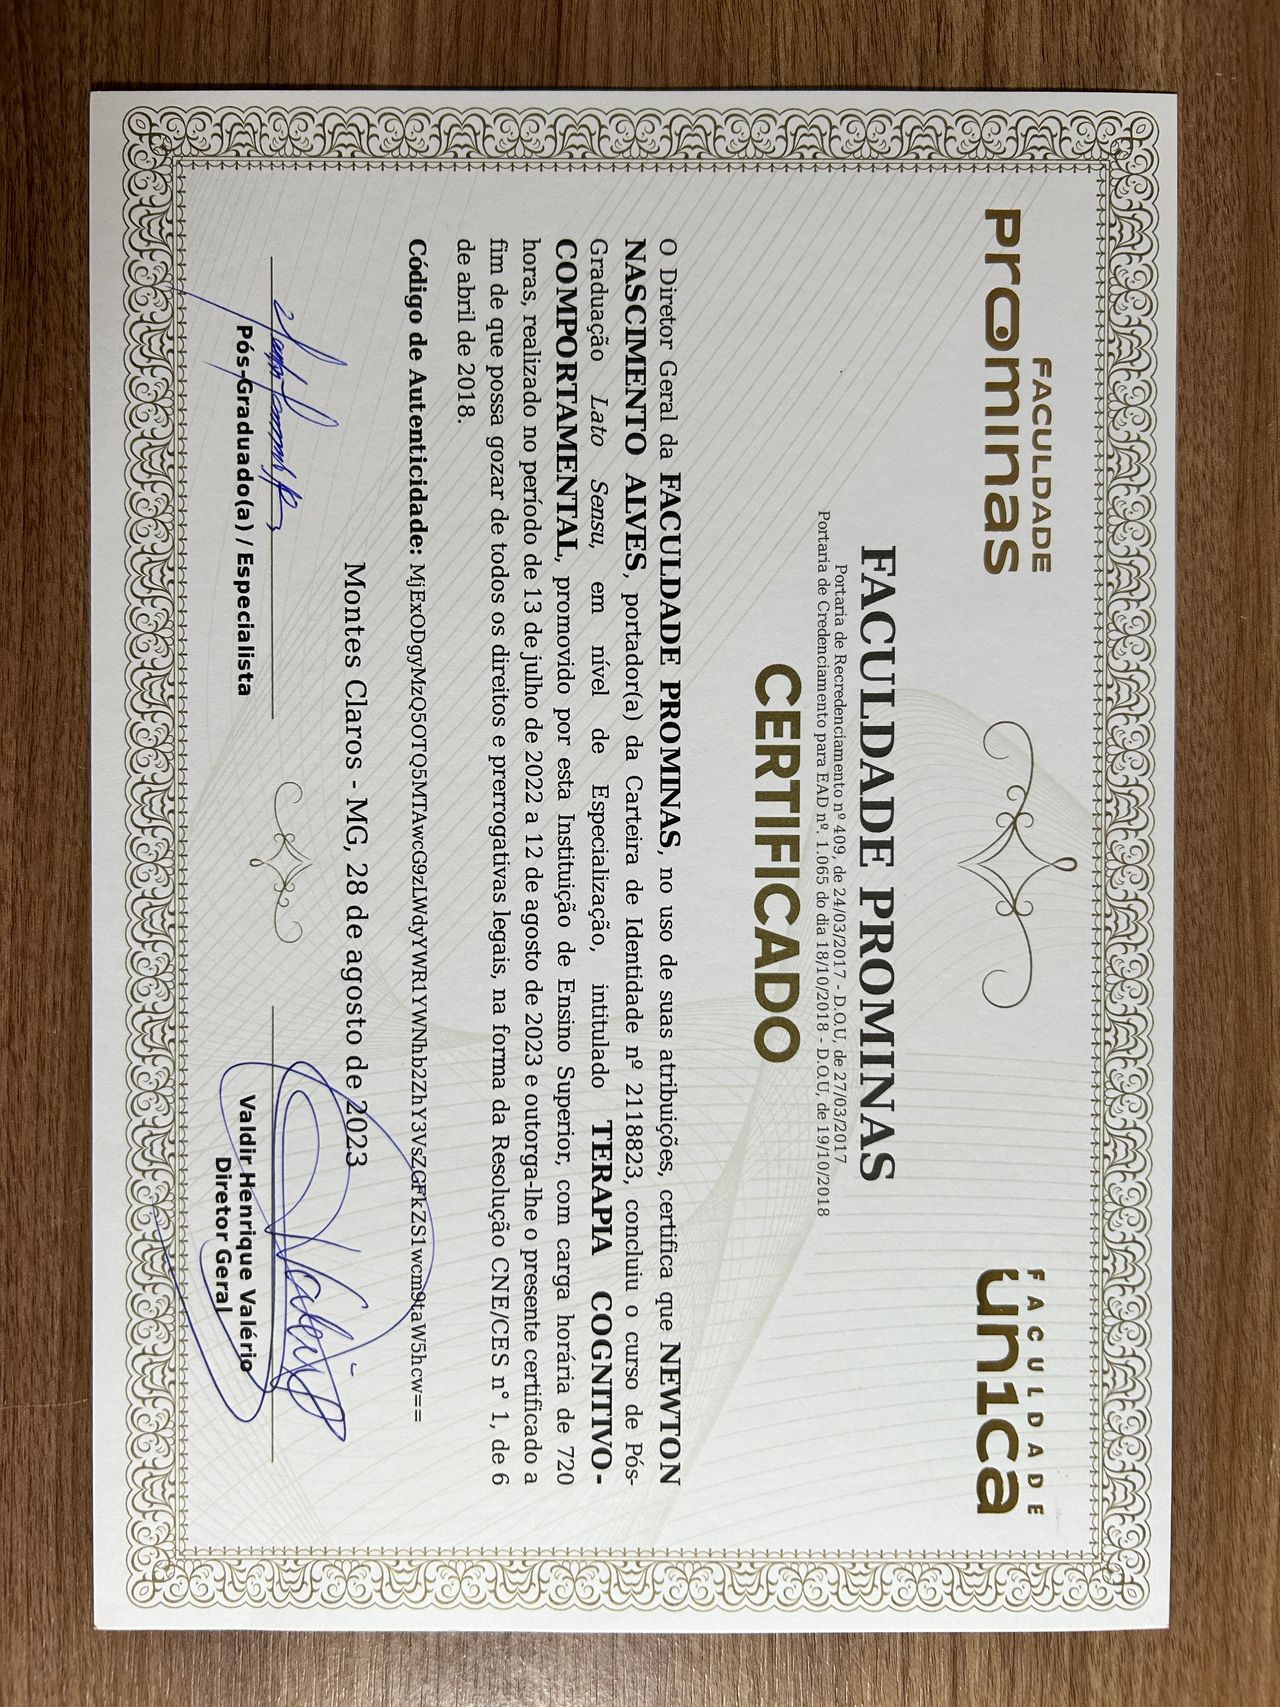 FACULDADE
prominas
FACULDADE
unica
FACULDADE PROMINAS
Portaria de Recredenciamento nº 409, de 24/03/2017 - D.O.U, de 27/03/2017
Portaria de Credenciamento para EAD nº. 1.065 do dia 18/10/2018 - D.O.U, de 19/10/2018
CERTIFICADO
O Diretor Geral da FACULDADE PROMINAS, no uso de suas atribuições, certifica que NEWTON
NASCIMENTO ALVES, portador(a) da Carteira de Identidade nº 2118823, concluiu o curso de Pós-
Graduação Lato Sensu, em nível de Especialização, intitulado TERAPIA COGNITIVO-
COMPORTAMENTAL, promovido por esta Instituição de Ensino Superior, com carga horária de 720
horas, realizado no período de 13 de julho de 2022 a 12 de agosto de 2023 e outorga-lhe o presente certificado a
fim de que possa gozar de todos os direitos e prerrogativas legais, na forma da Resolução CNE/CES n° 1, de 6
de abril de 2018.
Código de Autenticidade: MjExODgyMzQ5OTQ5MTAwcG9zLWdyYWR1YWNhb2ZhY3VsZGFkZS1wcm9taW5hcw==
Montes Claros - MG, 28 de agosto de 2023
Pós-Graduado(a) / Especialista
Valdir Henrique Valério
Diretor Geral